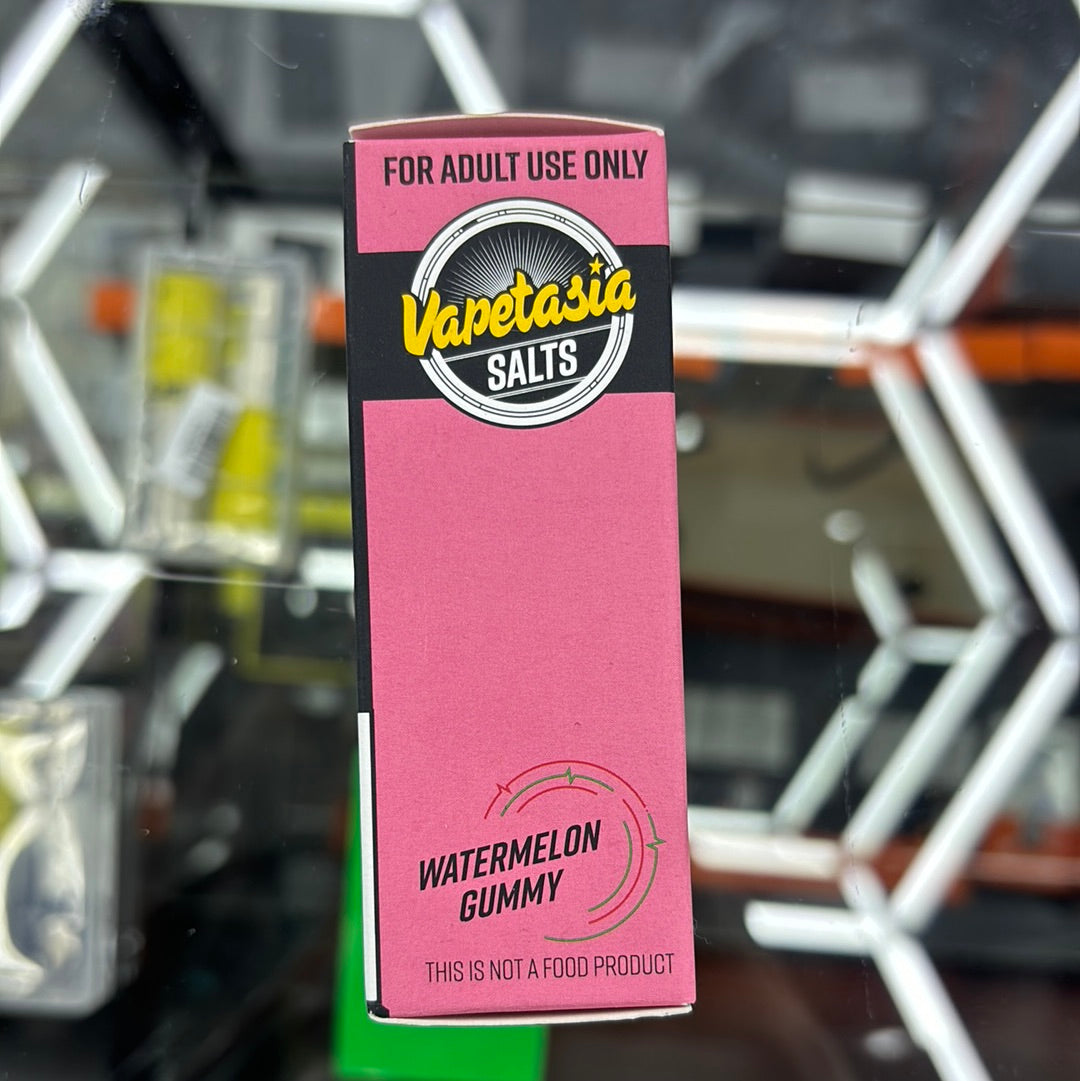 FOR ADULT USE ONLY
Vapetasia
SALTS
WATERMELON
GUMMY
THIS IS NOT A FOOD PRODUCT